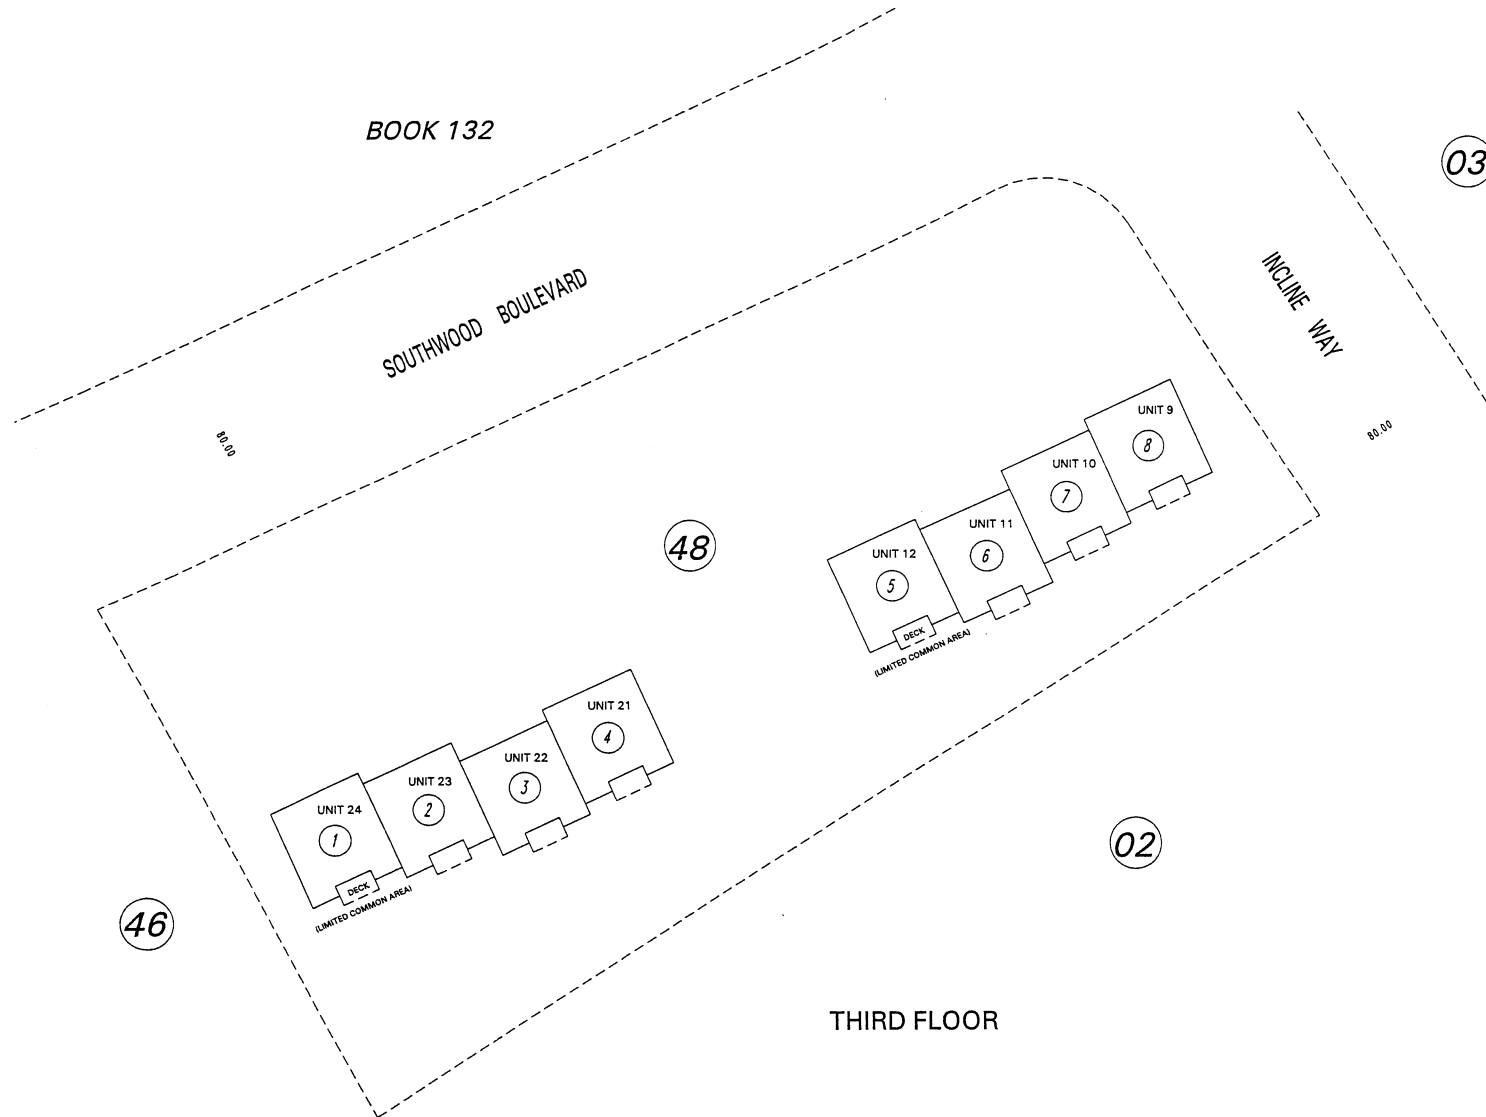 BOOK 132
03
SOUTHWOOD BOULEVARD
INCLINE WAY
80.00
80.00
UNIT 9
8
UNIT 10
7
UNIT 11
6
UNIT 12
5
DECK
(LIMITED COMMON AREA)
48
UNIT 21
4
UNIT 22
3
UNIT 23
2
UNIT 24
1
DECK
(LIMITED COMMON AREA)
02
46
THIRD FLOOR